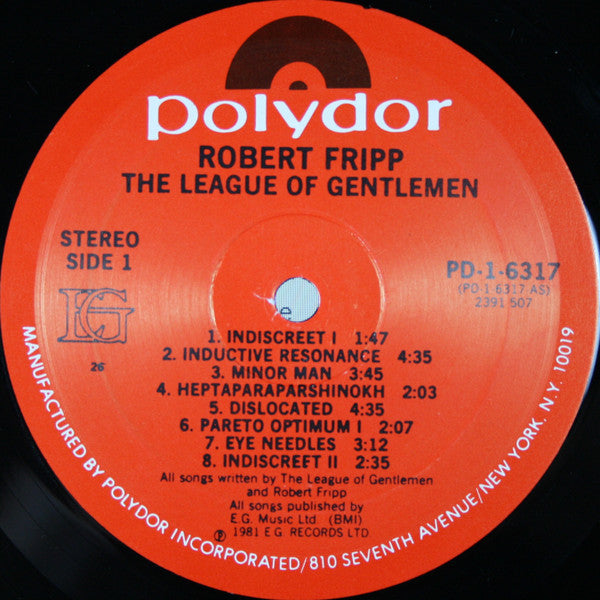 polydor
ROBERT FRIPP
THE LEAGUE OF GENTLEMEN
STEREO
SIDE 1
EG
26
PD-1-6317
(PD 1 6317 AS)
2391 507
1. INDISCREET I 1:47
2. INDUCTIVE RESONANCE 4:35
3. MINOR MAN 3:45
4. HEPTAPARAPARSHINOKH 2:03
5. DISLOCATED 4:35
6. PARETO OPTIMUM I 2:07
7. EYE NEEDLES 3:12
8. INDISCREET II 2:35
All songs written by The League of Gentlemen
and Robert Fripp
All songs published by
E.G. Music Ltd (BMI)
℗ 1981 E.G. RECORDS LTD.
MANUFACTURED BY POLYDOR INCORPORATED/810 SEVENTH AVENUE/NEW YORK. N.Y. 10019